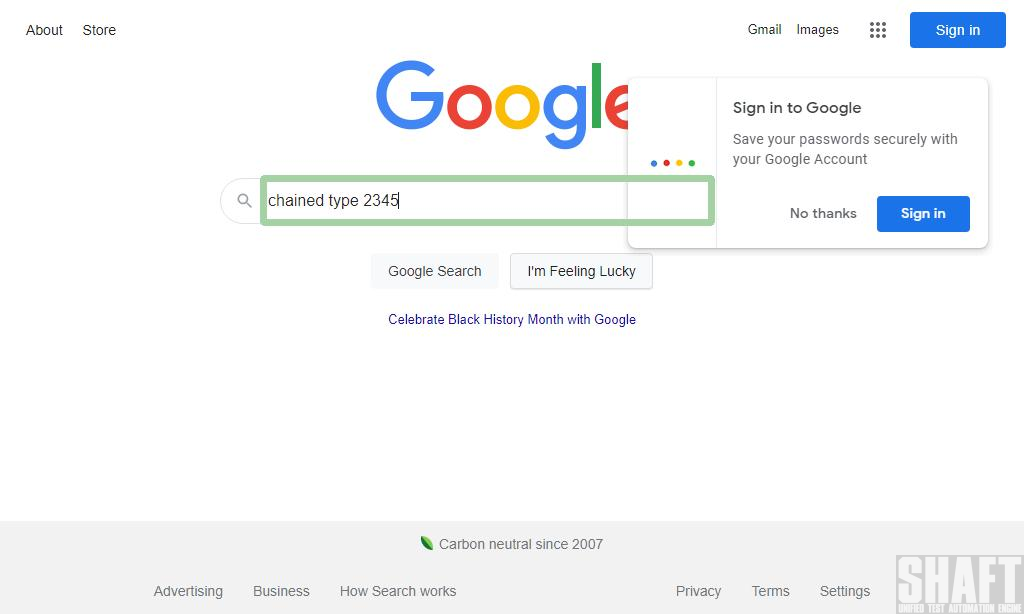 About Store Gmail Images Sign in
Google
Sign in to Google
Save your passwords securely with
your Google Account
No thanks Sign in
chained type 2345
Google Search I'm Feeling Lucky
Celebrate Black History Month with Google
Carbon neutral since 2007
Advertising Business How Search works Privacy Terms Settings
SHAFT
UNIFIED TEST AUTOMATION ENGINE